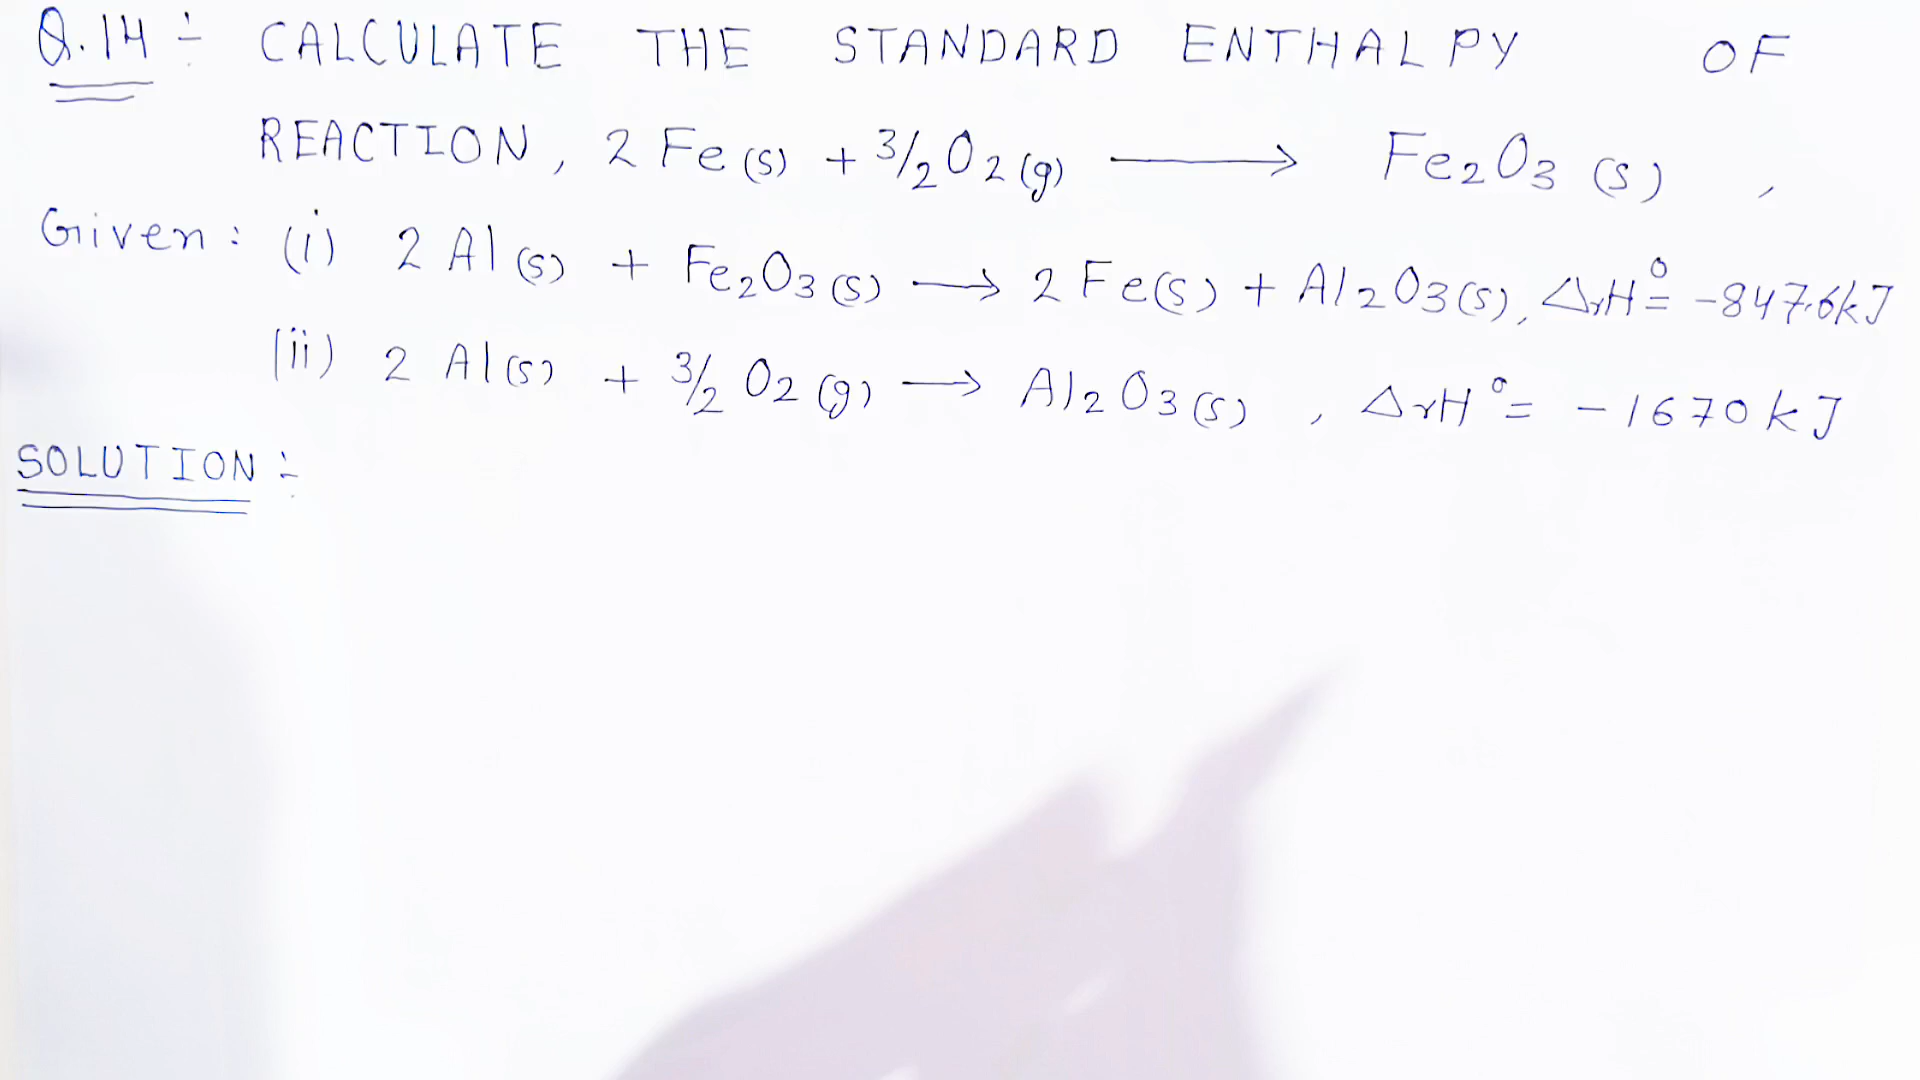 Q.14 :- CALCULATE THE STANDARD ENTHALPY OF
REACTION, 2 Fe (s) + 3/2 O2 (g) ⟶ Fe2O3 (s) ,
Given : (i) 2 Al (s) + Fe2O3 (s) ⟶ 2 Fe(s) + Al2O3(s), ΔrH° = -847.6kJ
(ii) 2 Al(s) + 3/2 O2 (g) ⟶ Al2O3(s) , ΔrH° = -1670 kJ
SOLUTION :-